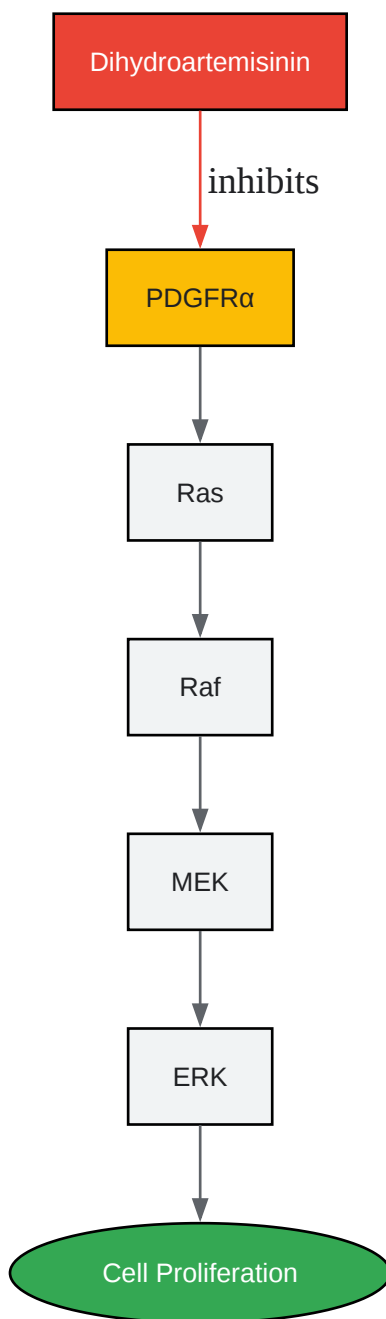 Dihydroartemisinin
inhibits
PDGFRα
Ras
Raf
MEK
ERK
Cell Proliferation